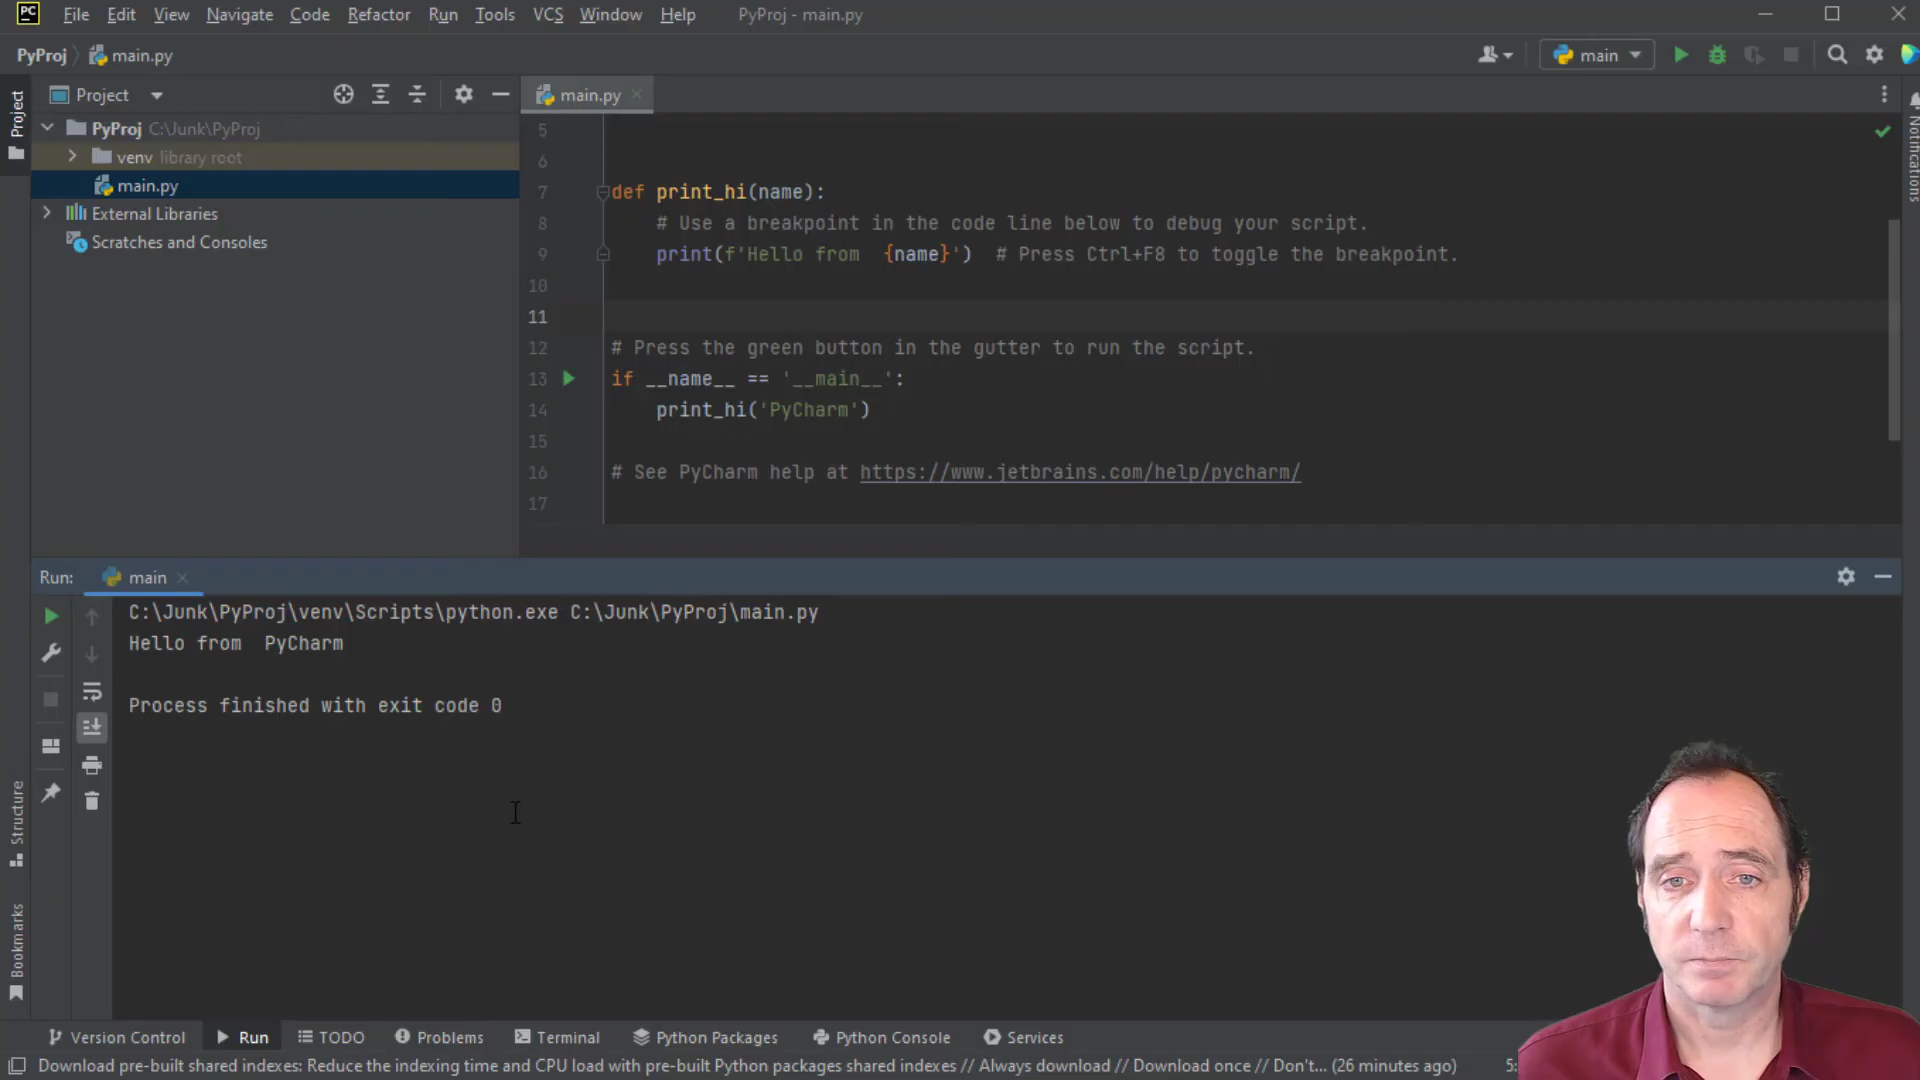 PC File Edit View Navigate Code Refactor Run Tools VCS Window Help PyProj - main.py
PyProj main.py main
Project
Project main.py
PyProj C:\Junk\PyProj
venv library root
main.py
External Libraries
Scratches and Consoles
5
6
7 def print_hi(name):
8 # Use a breakpoint in the code line below to debug your script.
9 print(f'Hello from  {name}')  # Press Ctrl+F8 to toggle the breakpoint.
10
11
12 # Press the green button in the gutter to run the script.
13 if __name__ == '__main__':
14 print_hi('PyCharm')
15
16 # See PyCharm help at https://www.jetbrains.com/help/pycharm/
17
Notifications
Run: main
C:\Junk\PyProj\venv\Scripts\python.exe C:\Junk\PyProj\main.py
Hello from  PyCharm
Process finished with exit code 0
Structure
Bookmarks
Version Control Run TODO Problems Terminal Python Packages Python Console Services
Download pre-built shared indexes: Reduce the indexing time and CPU load with pre-built Python packages shared indexes // Always download // Download once // Don't... (26 minutes ago) 5: